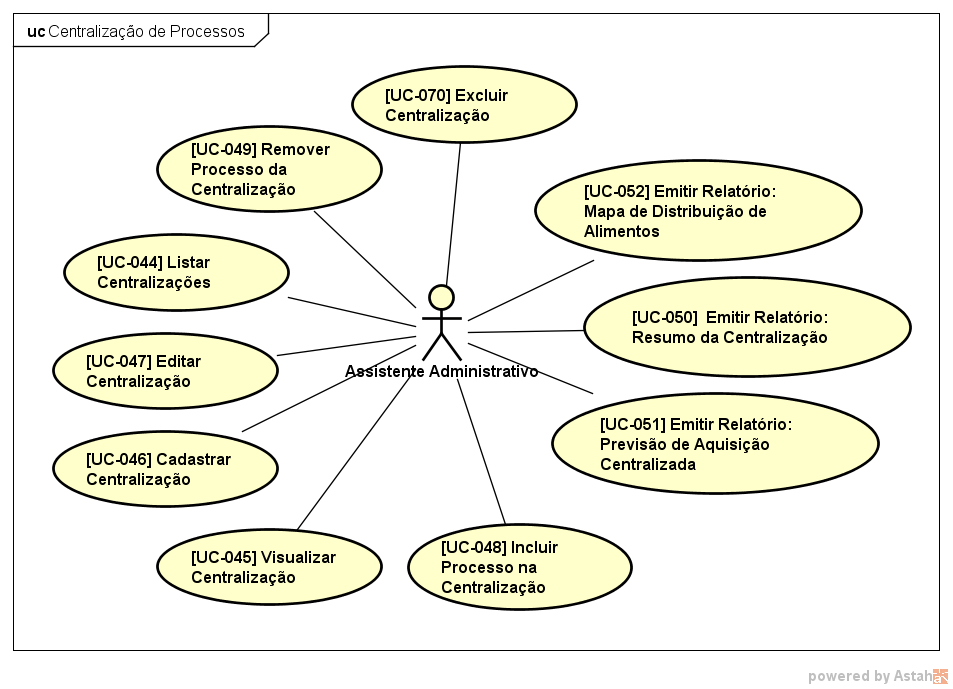 uc Centralização de Processos
[UC-070] Excluir
Centralização
[UC-049] Remover
Processo da
Centralização
[UC-052] Emitir Relatório:
Mapa de Distribuição de
Alimentos
[UC-044] Listar
Centralizações
[UC-050]  Emitir Relatório:
Resumo da Centralização
[UC-047] Editar
Centralização
Assistente Administrativo
[UC-051] Emitir Relatório:
Previsão de Aquisição
Centralizada
[UC-046] Cadastrar
Centralização
[UC-045] Visualizar
Centralização
[UC-048] Incluir
Processo na
Centralização
powered by Astah